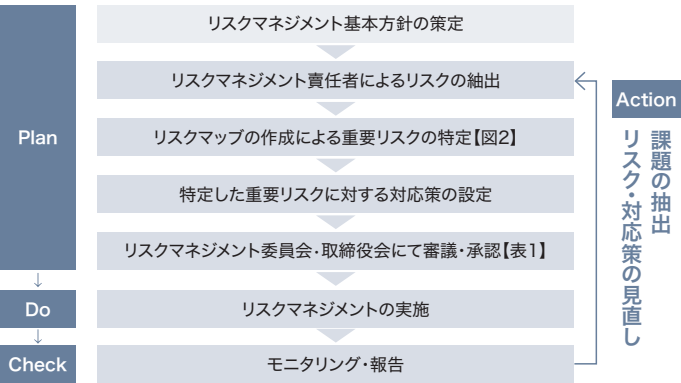 Plan
リスクマネジメント基本方針の策定
リスクマネジメント責任者によるリスクの紬出
リスクマップの作成による重要リスクの特定【図2】
特定した重要リスクに対する対応策の設定
リスクマネジメント委員会・取締役会にて審議・承認【表1】
↓
Do
リスクマネジメントの実施
↓
Check
モニタリング・報告
Action
課題の抽出
リスク・対応策の見直し